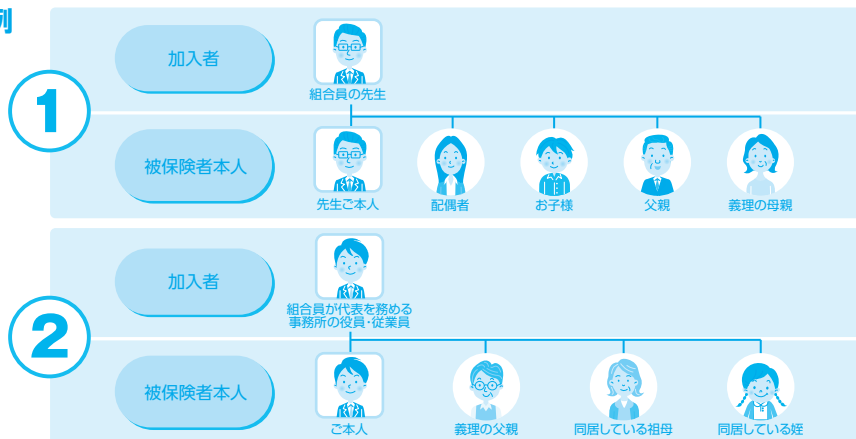 例
①
加入者
組合員の先生
被保険者本人
先生ご本人
配偶者
お子様
父親
義理の母親
②
加入者
組合員が代表を務める
事務所の役員・従業員
被保険者本人
ご本人
義理の父親
同居している祖母
同居している姪